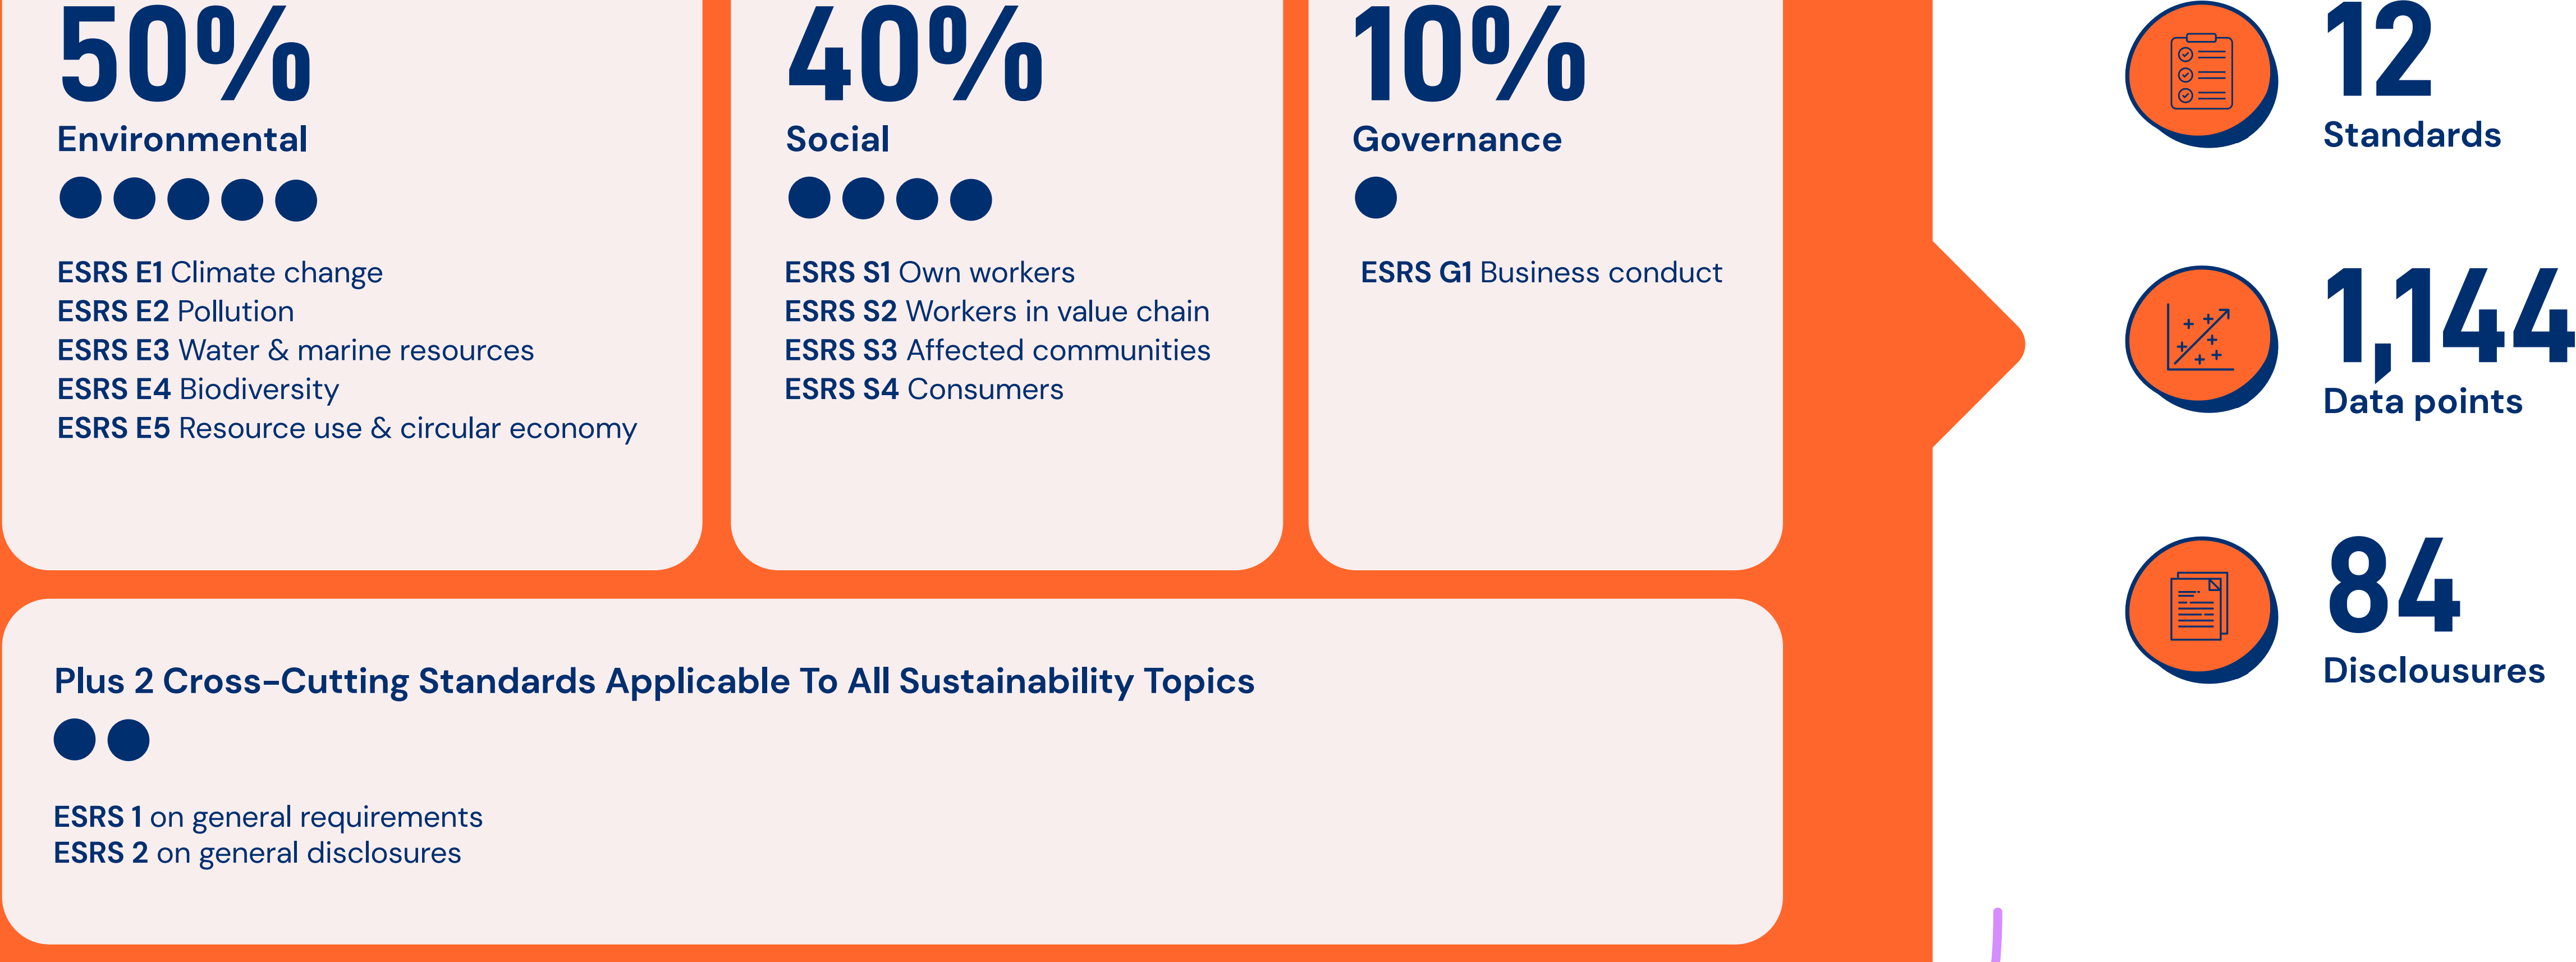 50%
Environmental
ESRS E1 Climate change
ESRS E2 Pollution
ESRS E3 Water & marine resources
ESRS E4 Biodiversity
ESRS E5 Resource use & circular economy
40%
Social
ESRS S1 Own workers
ESRS S2 Workers in value chain
ESRS S3 Affected communities
ESRS S4 Consumers
10%
Governance
ESRS G1 Business conduct
Plus 2 Cross-Cutting Standards Applicable To All Sustainability Topics
ESRS 1 on general requirements
ESRS 2 on general disclosures
12
Standards
1,144
Data points
84
Disclousures